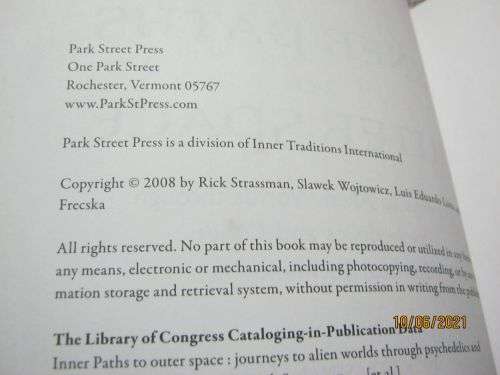 Park Street Press
One Park Street
Rochester, Vermont 05767
www.ParkStPress.com
Park Street Press is a division of Inner Traditions International
Copyright © 2008 by Rick Strassman, Slawek Wojtowicz, Luis Eduardo
Frecska
All rights reserved. No part of this book may be reproduced or utilized in any
any means, electronic or mechanical, including photocopying, recording, or
mation storage and retrieval system, without permission in writing from the
The Library of Congress Cataloging-in-Publication Data
Inner Paths to outer space : journeys to alien worlds through psychedelics and
[et al.]
10/06/2021